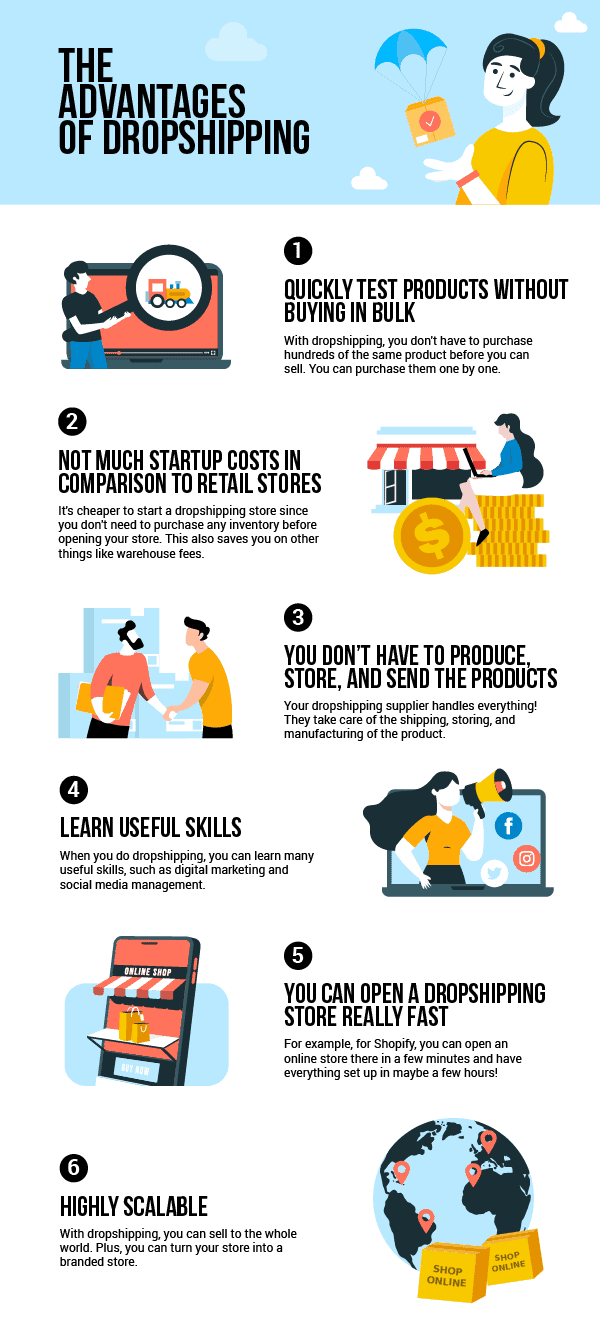 THE
ADVANTAGES
OF DROPSHIPPING
1
QUICKLY TEST PRODUCTS WITHOUT
BUYING IN BULK
With dropshipping, you don't have to purchase
hundreds of the same product before you can
sell. You can purchase them one by one.
2
NOT MUCH STARTUP COSTS IN
COMPARISON TO RETAIL STORES
It's cheaper to start a dropshipping store since
you don't need to purchase any inventory before
opening your store. This also saves you on other
things like warehouse fees.
$
3
YOU DON'T HAVE TO PRODUCE,
STORE, AND SEND THE PRODUCTS
Your dropshipping supplier handles everything!
They take care of the shipping, storing, and
manufacturing of the product.
4
LEARN USEFUL SKILLS
When you do dropshipping, you can learn many
useful skills, such as digital marketing and
social media management.
f
ONLINE SHOP
BUY NOW
5
YOU CAN OPEN A DROPSHIPPING
STORE REALLY FAST
For example, for Shopify, you can open an
online store there in a few minutes and have
everything set up in maybe a few hours!
6
HIGHLY SCALABLE
With dropshipping, you can sell to the whole
world. Plus, you can turn your store into a
branded store.
SHOP
ONLINE
SHOP
ONLINE